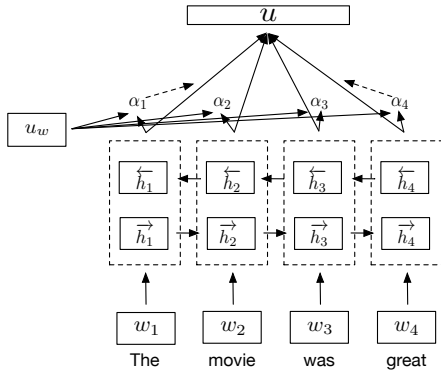 u
α₁ α₂ α₃ α₄
u_w
←h₁ ←h₂ ←h₃ ←h₄
→h₁ →h₂ →h₃ →h₄
w₁ w₂ w₃ w₄
The movie was great